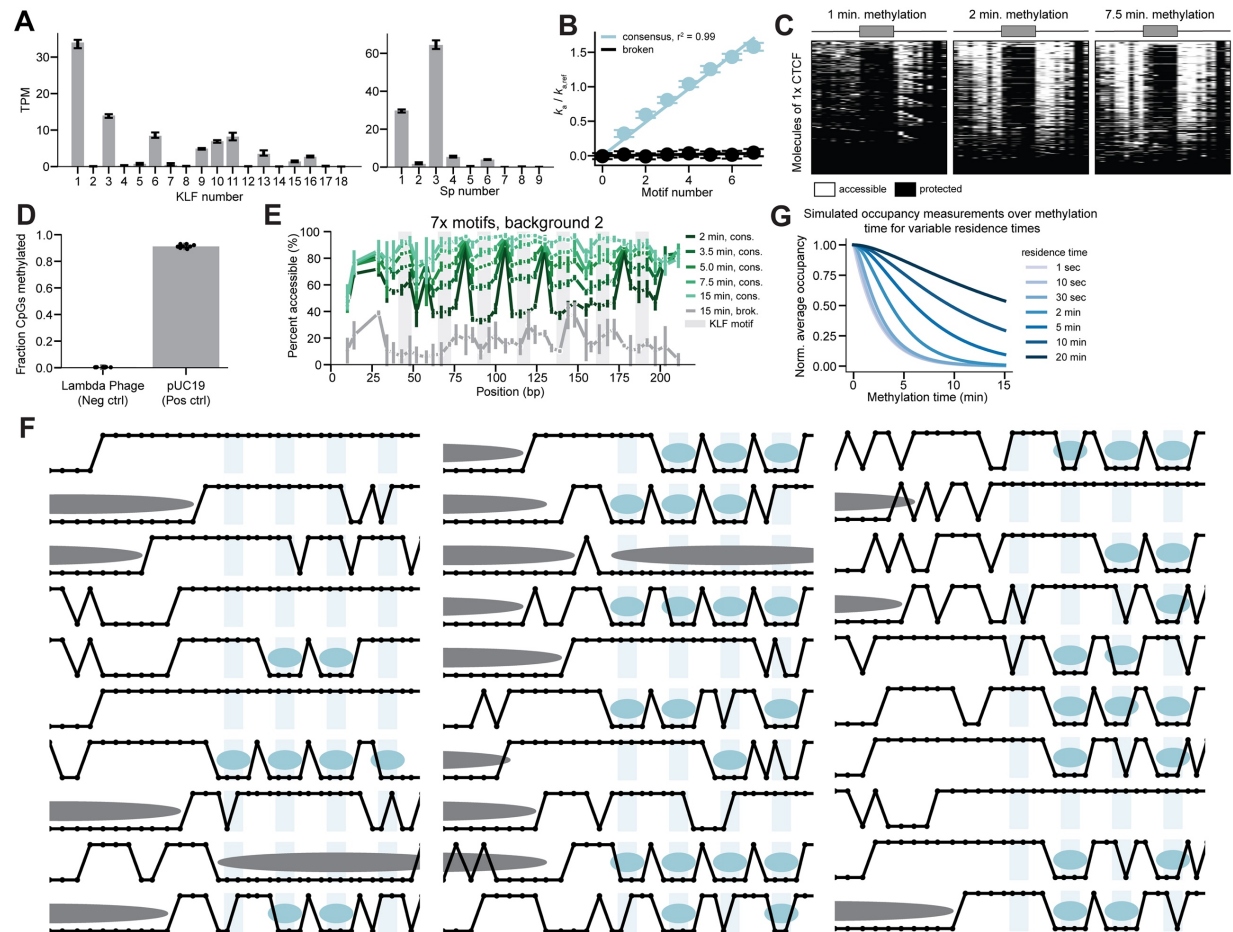 A
TPM
30
20
10
0
1 2 3 4 5 6 7 8 9 10 11 12 13 14 15 16 17 18
KLF number
60
40
20
0
1 2 3 4 5 6 7 8 9
Sp number
B
consensus, r² = 0.99
broken
kₐ / kₐ,ref
1.5
1.0
0.5
0.0
0 2 4 6
Motif number
C
1 min. methylation 2 min. methylation 7.5 min. methylation
Molecules of 1x CTCF
accessible protected
D
Fraction CpGs methylated
1.0
0.8
0.6
0.4
0.2
0.0
Lambda Phage
(Neg ctrl)
pUC19
(Pos ctrl)
E
7x motifs, background 2
Percent accessible (%)
100
80
60
40
20
0
0 25 50 75 100 125 150 175 200
Position (bp)
2 min, cons.
3.5 min, cons.
5.0 min, cons.
7.5 min, cons.
15 min, cons.
15 min, brok.
KLF motif
G
Simulated occupancy measurements over methylation
time for variable residence times
Norm. average occupancy
1.00
0.75
0.50
0.25
0.00
0 5 10 15
Methylation time (min)
residence time
1 sec
10 sec
30 sec
2 min
5 min
10 min
20 min
F